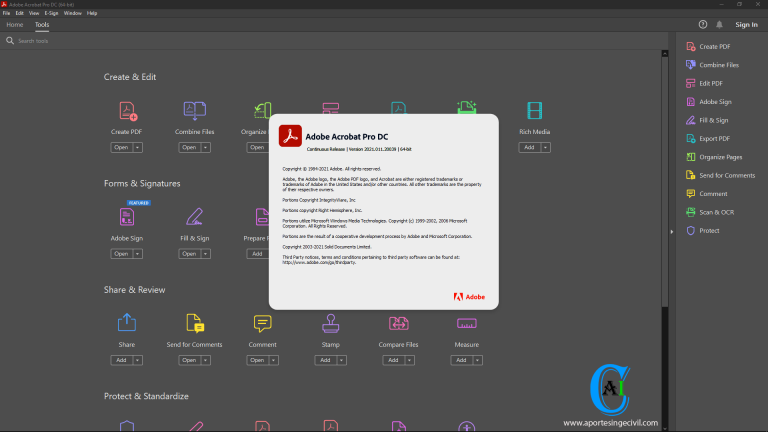 Adobe Acrobat Pro DC (64-bit)
File Edit View E-Sign Window Help
Home Tools
Sign In
Search tools
Create & Edit
Create PDF
Combine Files
Rich Media
Open
Open
Open
Add
Forms & Signatures
FEATURED
Adobe Sign
Fill & Sign
Open
Open
Add
Share & Review
Share
Send for Comments
Comment
Stamp
Compare Files
Measure
Add
Open
Open
Add
Add
Add
Protect & Standardize
Adobe Acrobat Pro DC
Continuous Release | Version 2021.011.20039 | 64-bit
Copyright © 1984-2021 Adobe. All rights reserved.
Adobe, the Adobe logo, the Adobe PDF logo, and Acrobat are either registered trademarks or
trademarks of Adobe in the United States and/or other countries. All other trademarks are the property
of their respective owners.
Portions Copyright IntegritWare, Inc
Portions copyright Right Hemisphere, Inc.
Portions utilize Microsoft Windows Media Technologies. Copyright (c) 1999-2002, 2006 Microsoft
Corporation. All Rights Reserved.
Portions are the result of a cooperative development process by Adobe and Microsoft Corporation.
Copyright 2003-2021 Solid Documents Limited.
Third Party notices, terms and conditions pertaining to third party software can be found at:
http://www.adobe.com/go/thirdparty.
Adobe
Create PDF
Combine Files
Edit PDF
Adobe Sign
Fill & Sign
Export PDF
Organize Pages
Send for Comments
Comment
Scan & OCR
Protect
CAI
www.aportesingecivil.com